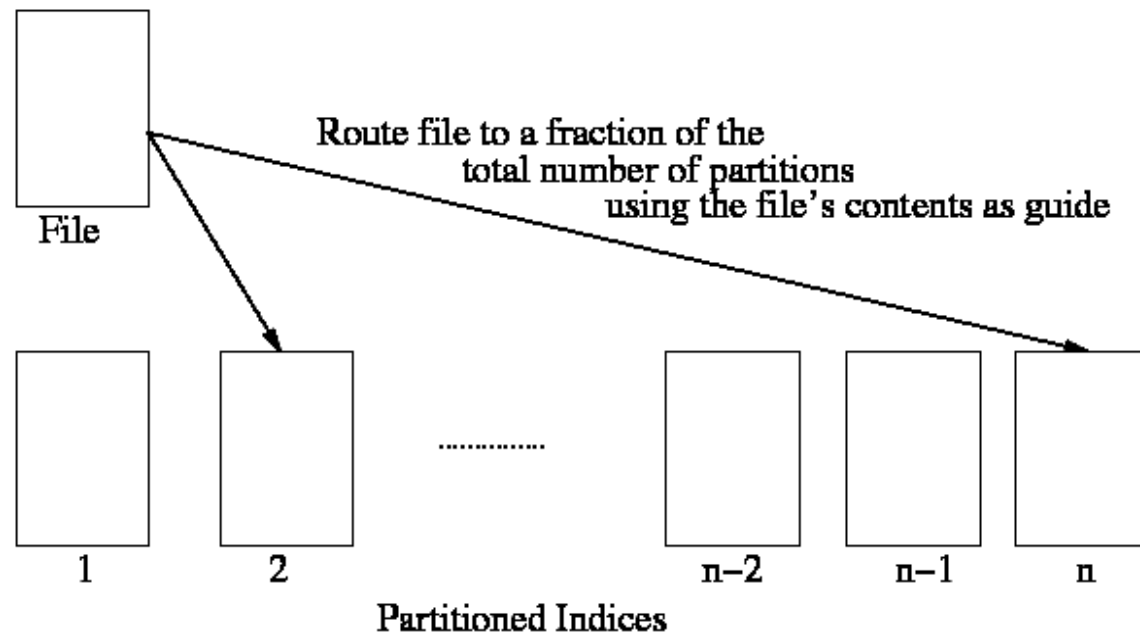 Route file to a fraction of the
total number of partitions
using the file's contents as guide
File
..............
1
2
n−2
n−1
n
Partitioned Indices